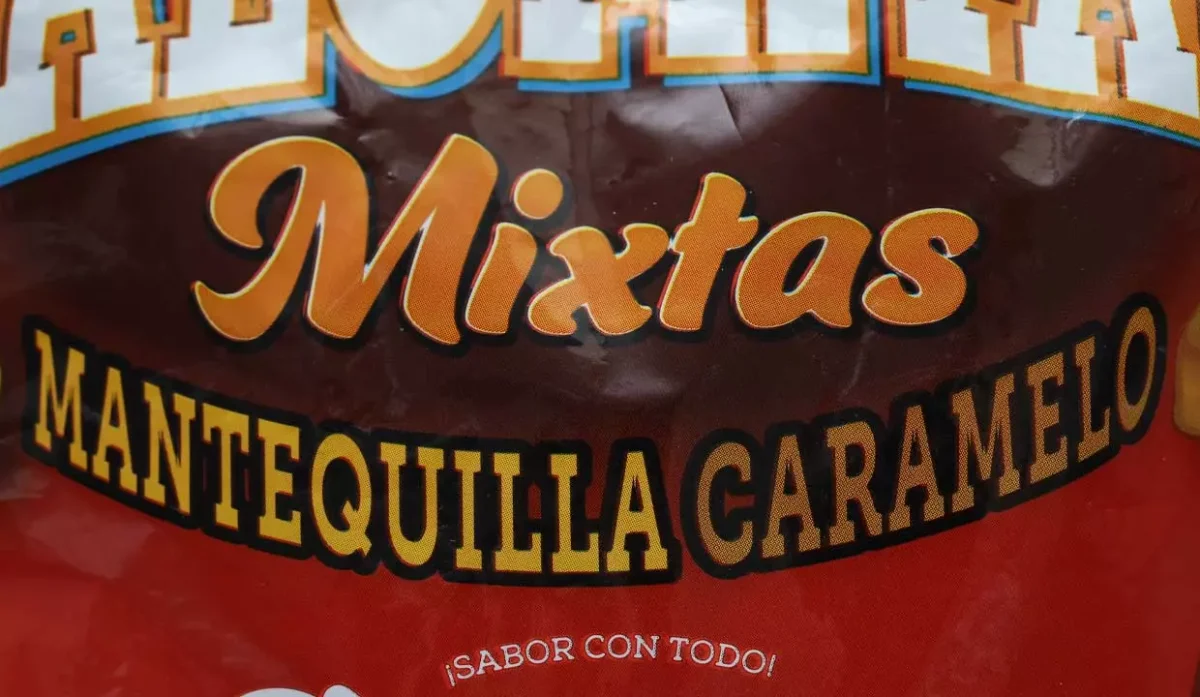 Mixtas
MANTEQUILLA CARAMELO
¡SABOR CON TODO!